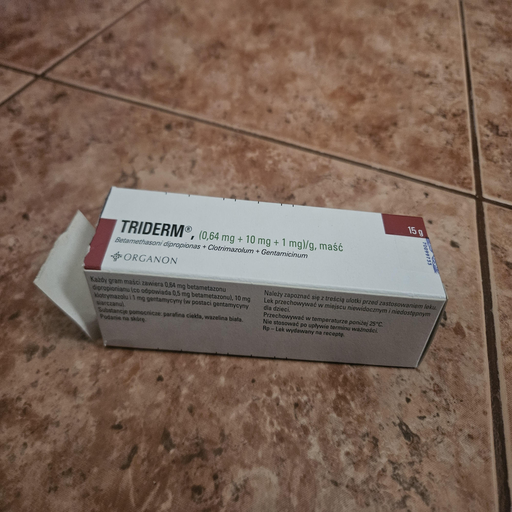 TRIDERM®, (0,64 mg + 10 mg + 1 mg)/g, maść
15 g
Betamethasoni dipropionas + Clotrimazolum + Gentamicinum
ORGANON
Każdy gram maści zawiera 0,64 mg betametazonu
dipropionianu (co odpowiada 0,5 mg betametazonu), 10 mg
klotrymazolu i 1 mg gentamycyny (w postaci gentamycyny
siarczanu).
Substancje pomocnicze: parafina ciekła, wazelina biała.
Podanie na skórę.
Należy zapoznać się z treścią ulotki przed zastosowaniem leku.
Lek przechowywać w miejscu niewidocznym i niedostępnym
dla dzieci.
Przechowywać w temperaturze poniżej 25°C.
Nie stosować po upływie terminu ważności.
Rp – Lek wydawany na receptę.